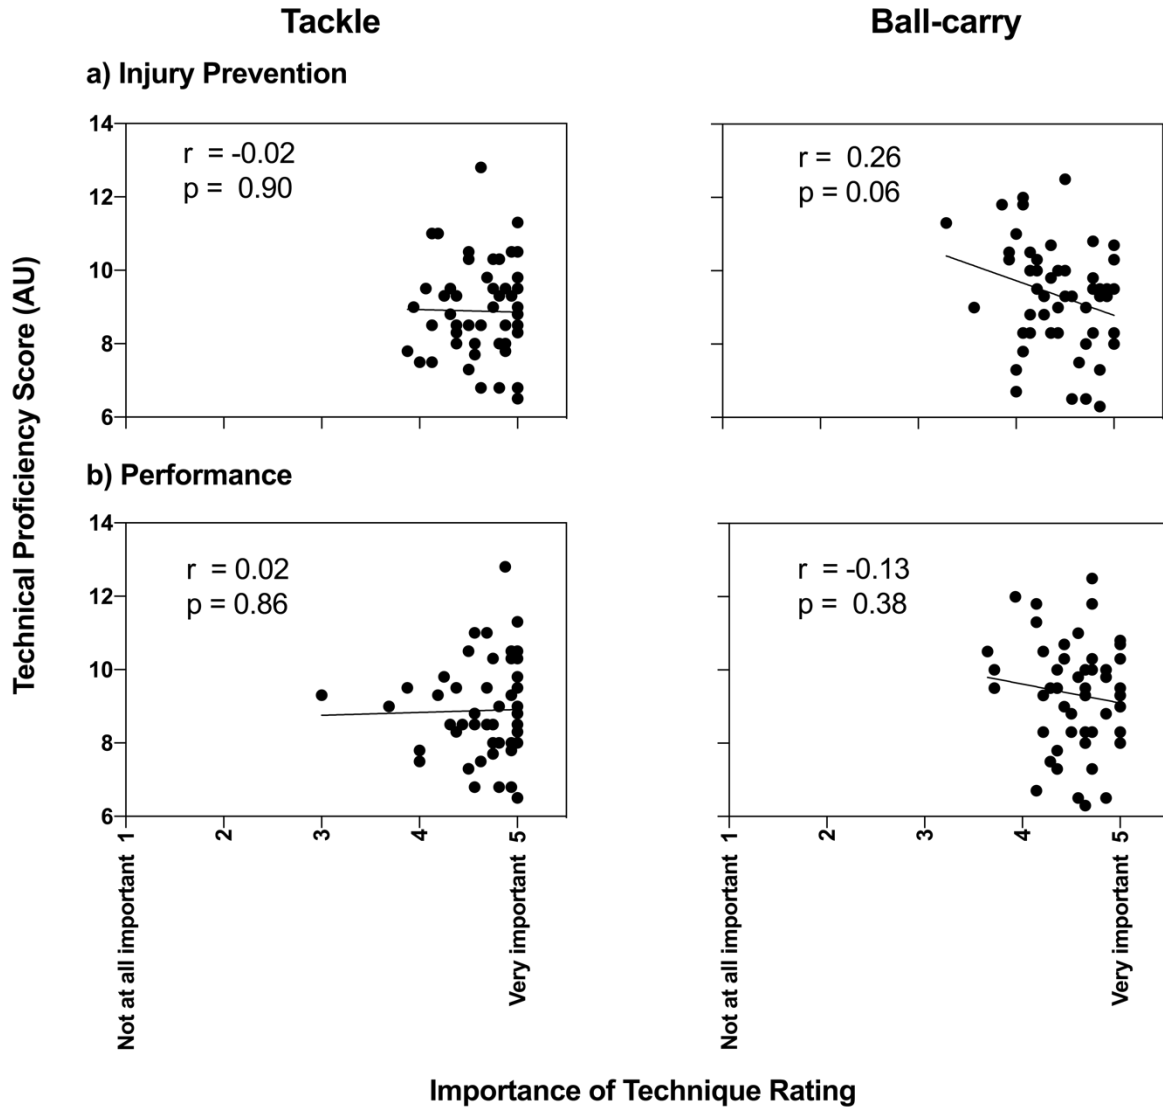 Tackle
Ball-carry
a) Injury Prevention
r = -0.02
p = 0.90
r = 0.26
p = 0.06
14
12
10
8
6
b) Performance
r = 0.02
p = 0.86
r = -0.13
p = 0.38
14
12
10
8
6
Technical Proficiency Score (AU)
Not at all important 1
2
3
4
Very important 5
Not at all important 1
2
3
4
Very important 5
Importance of Technique Rating